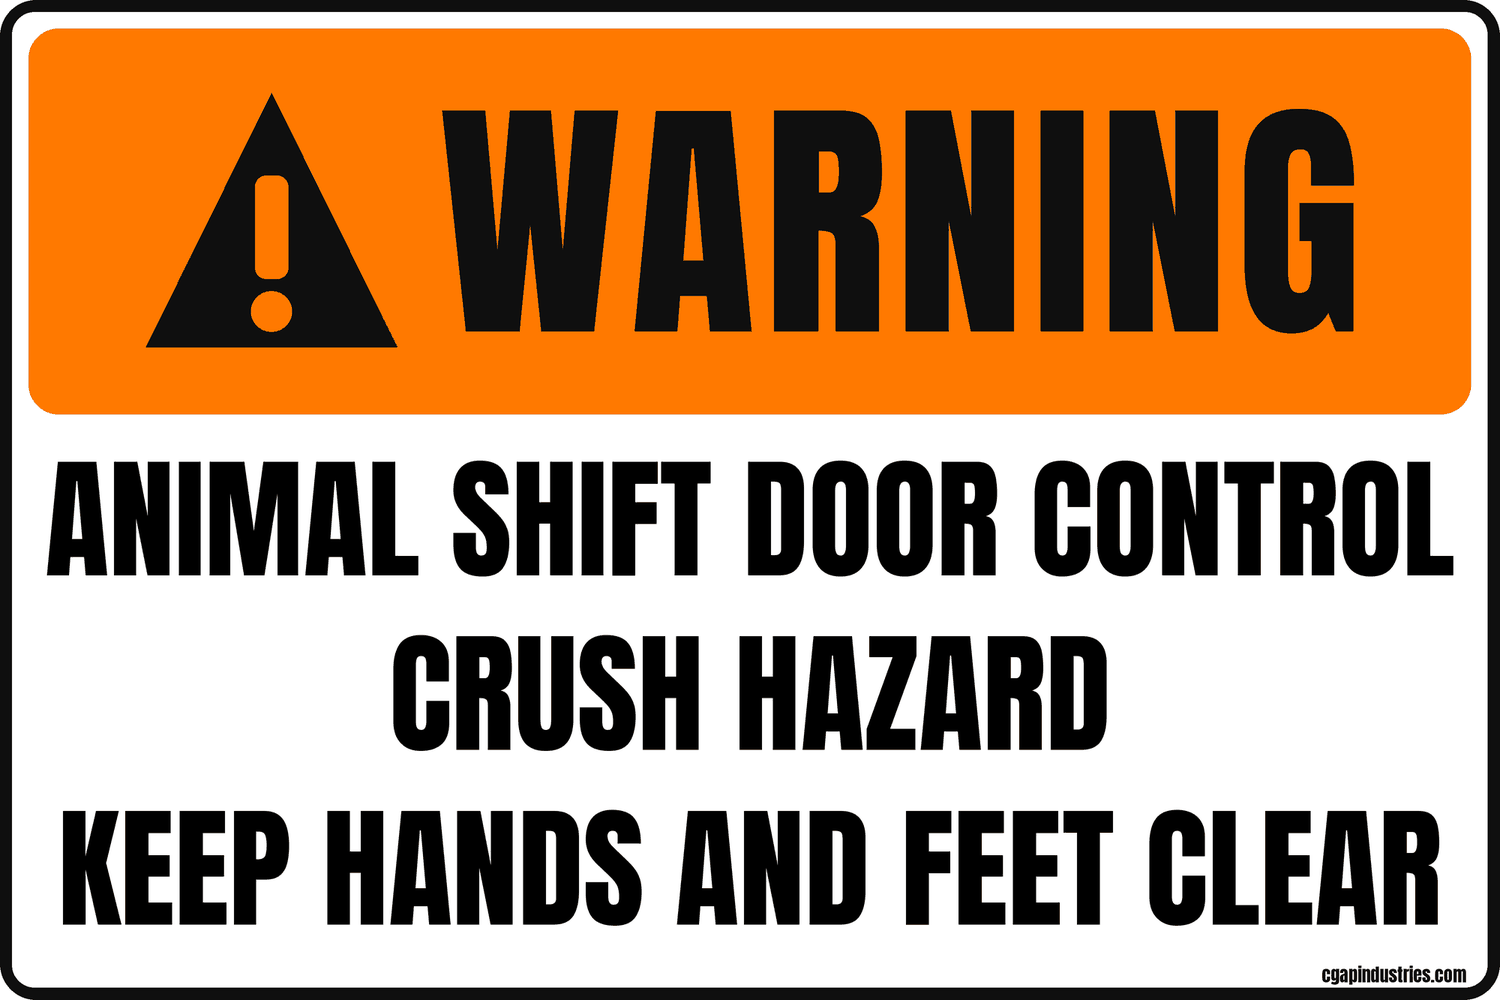 WARNING
ANIMAL SHIFT DOOR CONTROL
CRUSH HAZARD
KEEP HANDS AND FEET CLEAR
cgapindustries.com